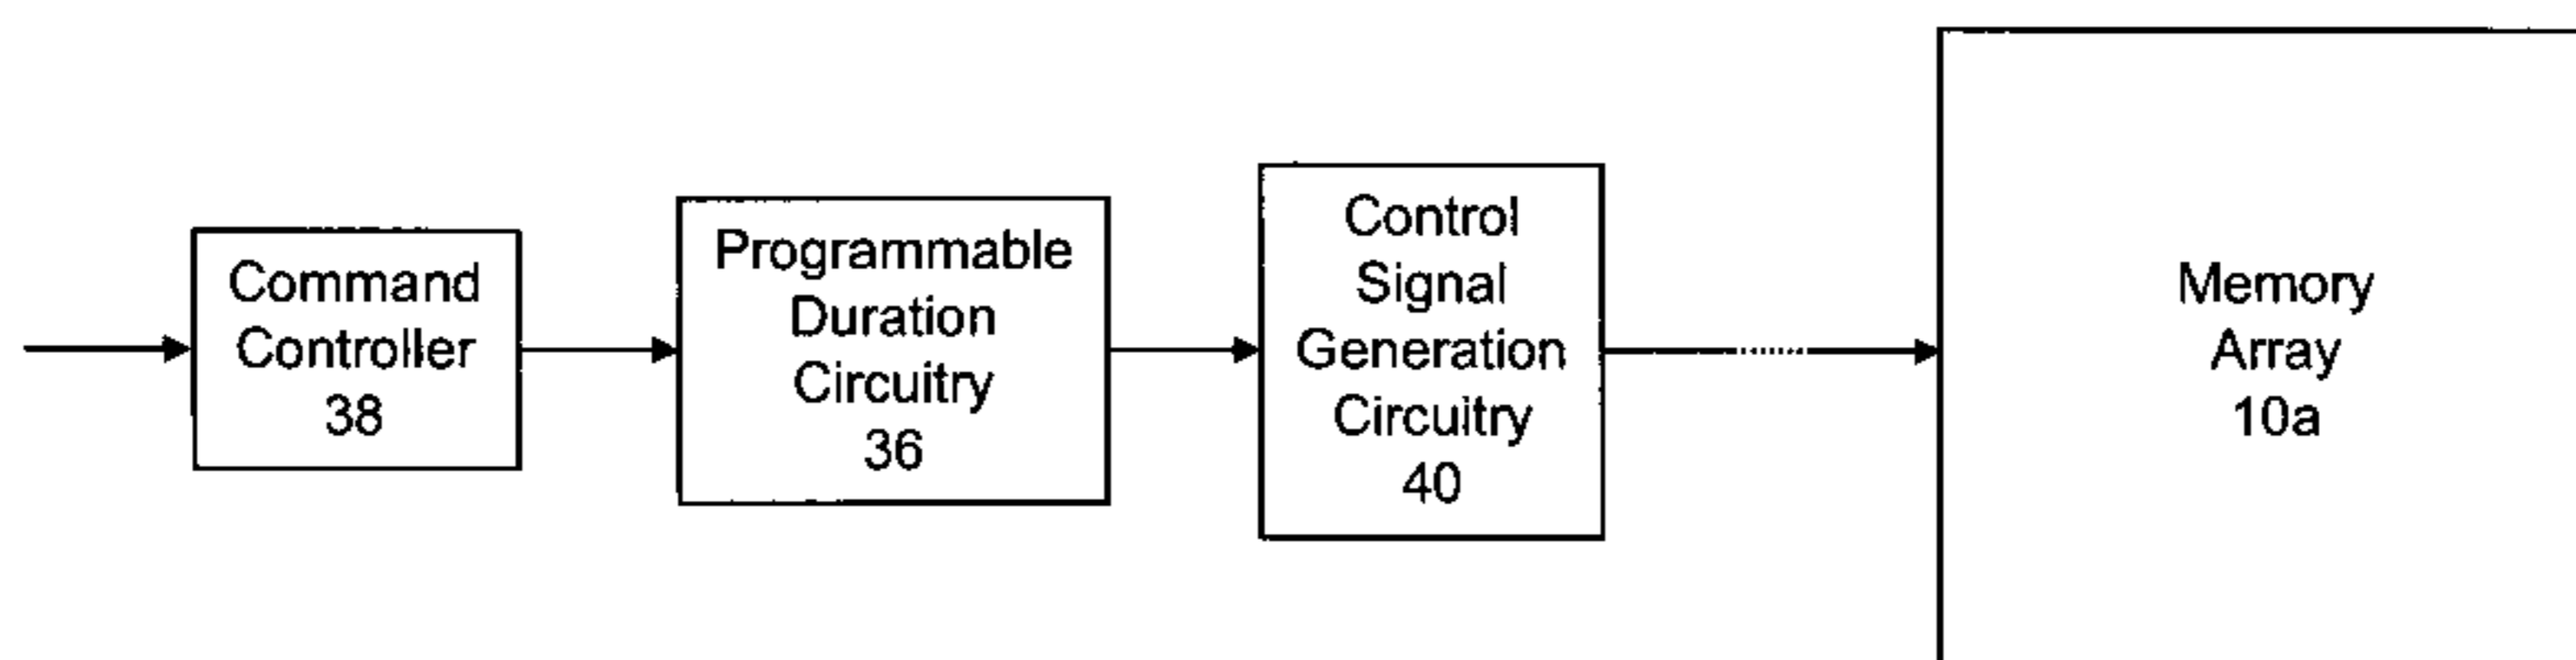 Command
Controller
38
Programmable
Duration
Circuitry
36
Control
Signal
Generation
Circuitry
40
Memory
Array
10a